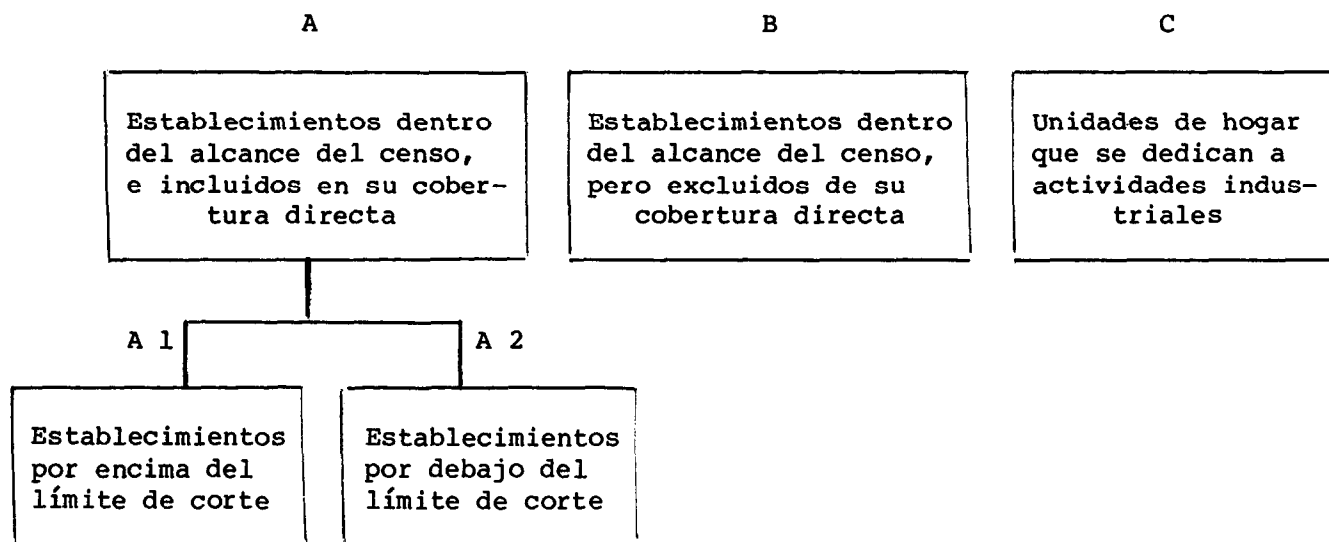 A
B
C
Establecimientos dentro
del alcance del censo,
e incluidos en su cober-
tura directa
Establecimientos dentro
del alcance del censo,
pero excluidos de su
cobertura directa
Unidades de hogar
que se dedican a
actividades indus-
triales
A 1
A 2
Establecimientos
por encima del
límite de corte
Establecimientos
por debajo del
límite de corte